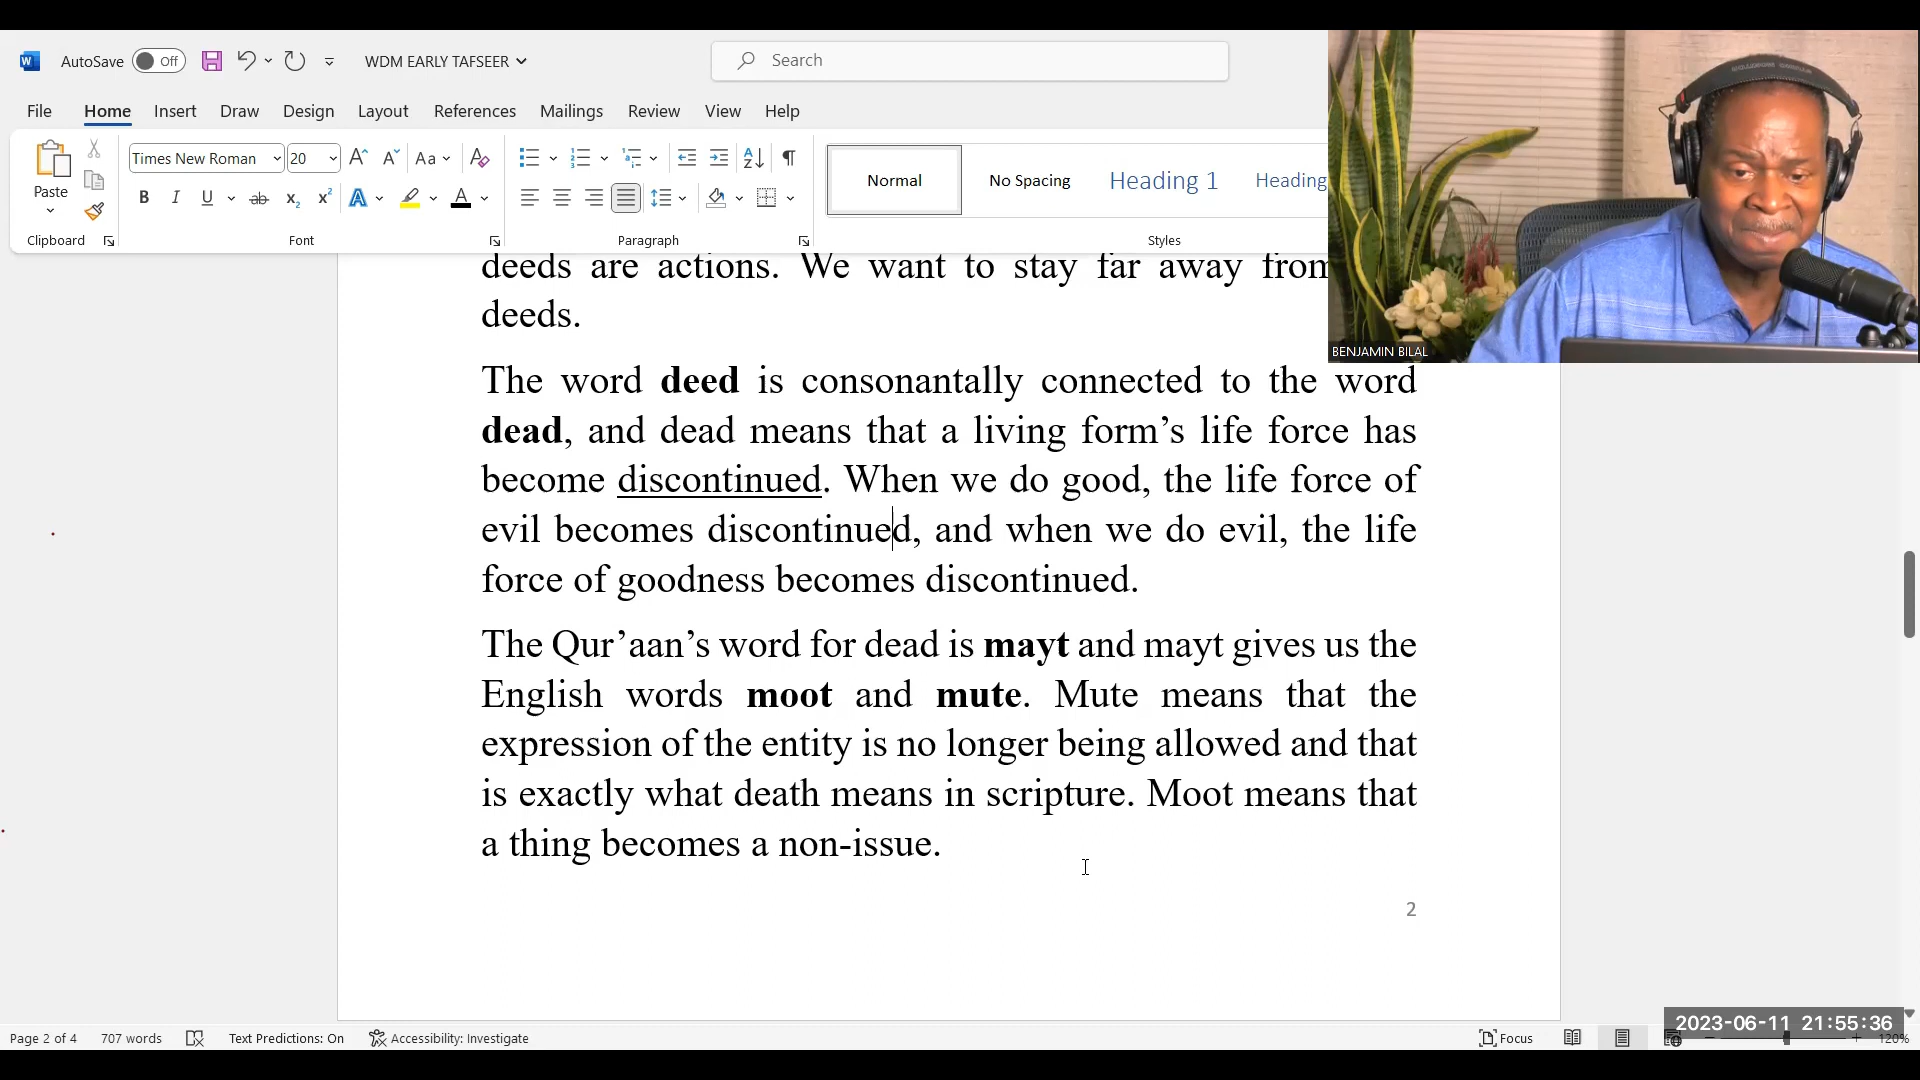 AutoSave Off WDM EARLY TAFSEER Search
File Home Insert Draw Design Layout References Mailings Review View Help
Paste
Times New Roman 20
Aa
B I U ab x2 x2 A A
Normal No Spacing Heading 1 Heading
Clipboard Font Paragraph Styles
BENJAMIN BILAL
deeds are actions. We want to stay far away from
deeds.
The word deed is consonantally connected to the word
dead, and dead means that a living form’s life force has
become discontinued. When we do good, the life force of
evil becomes discontinued, and when we do evil, the life
force of goodness becomes discontinued.
The Qur’aan’s word for dead is mayt and mayt gives us the
English words moot and mute. Mute means that the
expression of the entity is no longer being allowed and that
is exactly what death means in scripture. Moot means that
a thing becomes a non-issue.
2
2023-06-11 21:55:36
Page 2 of 4 707 words Text Predictions: On Accessibility: Investigate Focus 120%